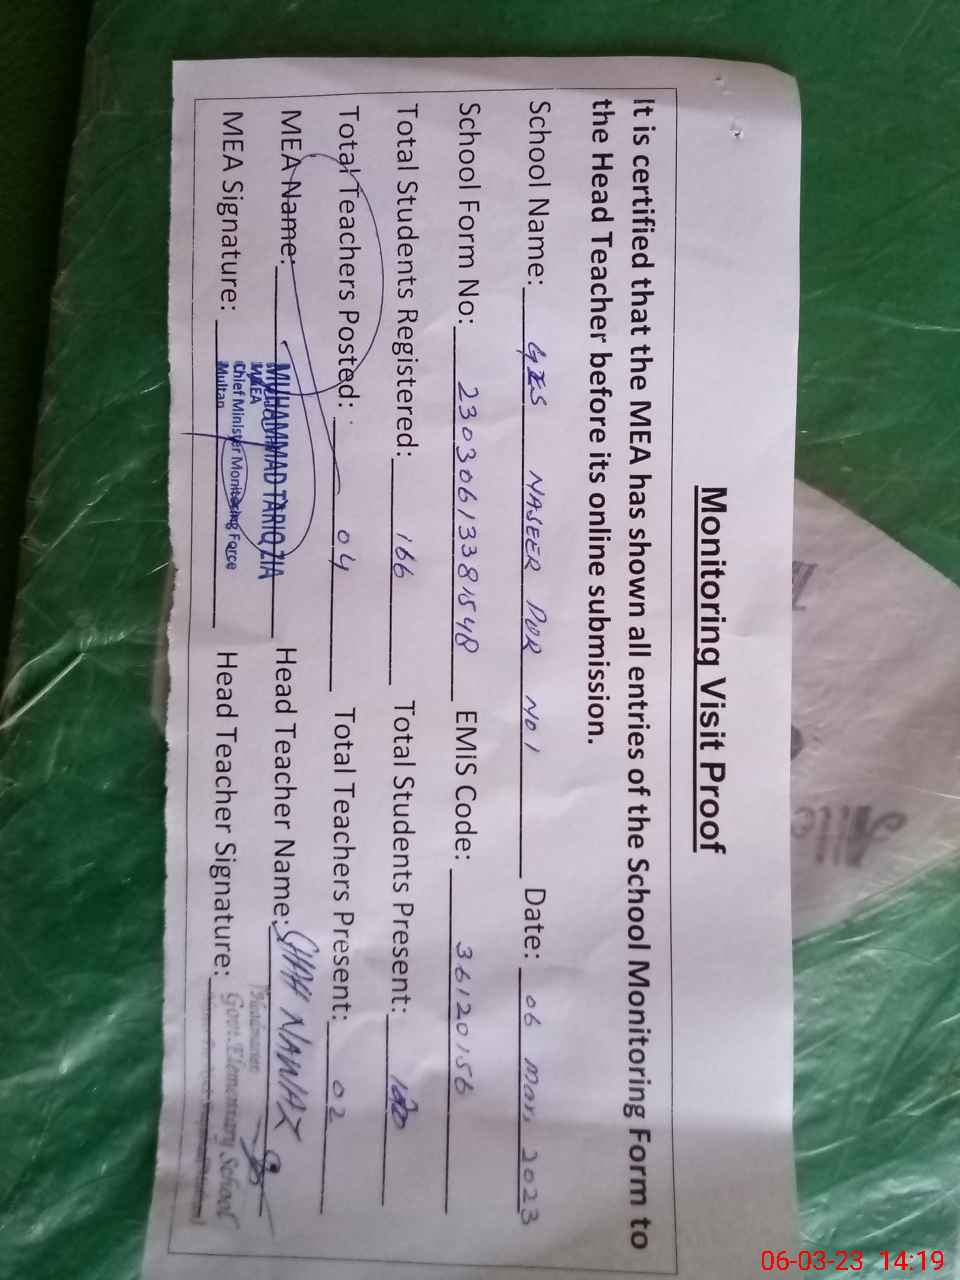 Monitoring Visit Proof
It is certified that the MEA has shown all entries of the School Monitoring Form to
the Head Teacher before its online submission.
School Name: GES NASEER PUR NO 1 Date: 06 Mar, 2023
School Form No: 23030613381548 EMiS Code: 36120156
Total Students Registered: 166 Total Students Present: 120
Total Teachers Posted: 04 Total Teachers Present: 02
MEA Name: MUHAMMAD TARIQ ZIA Head Teacher Name: SHAH NAWAZ
MEA
Chief Minister Monitoring Force
Multan
MEA Signature: Head Teacher Signature:
Headmaster
Govt. Elementary School
06-03-23 14:19